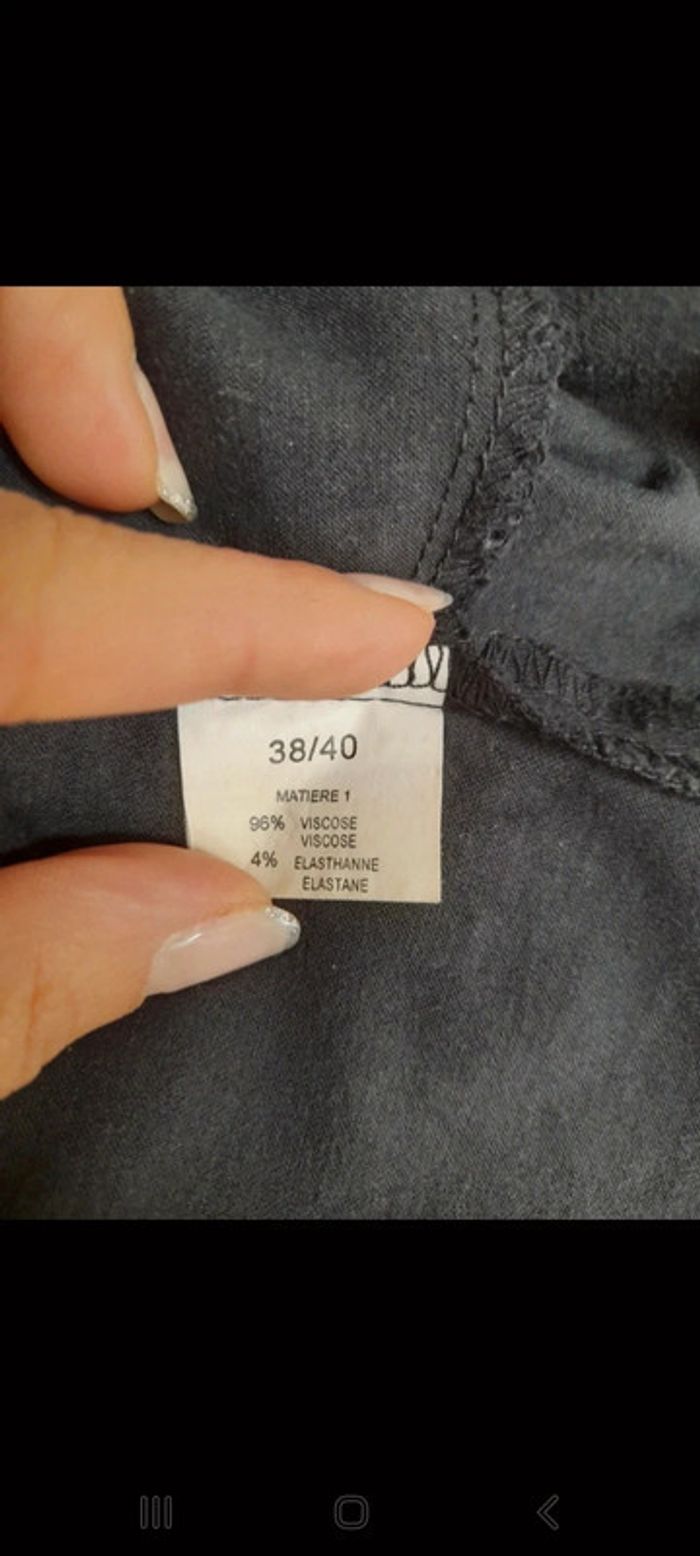 38/40
MATIERE 1
96% VISCOSE
VISCOSE
4% ELASTHANNE
ELASTANE